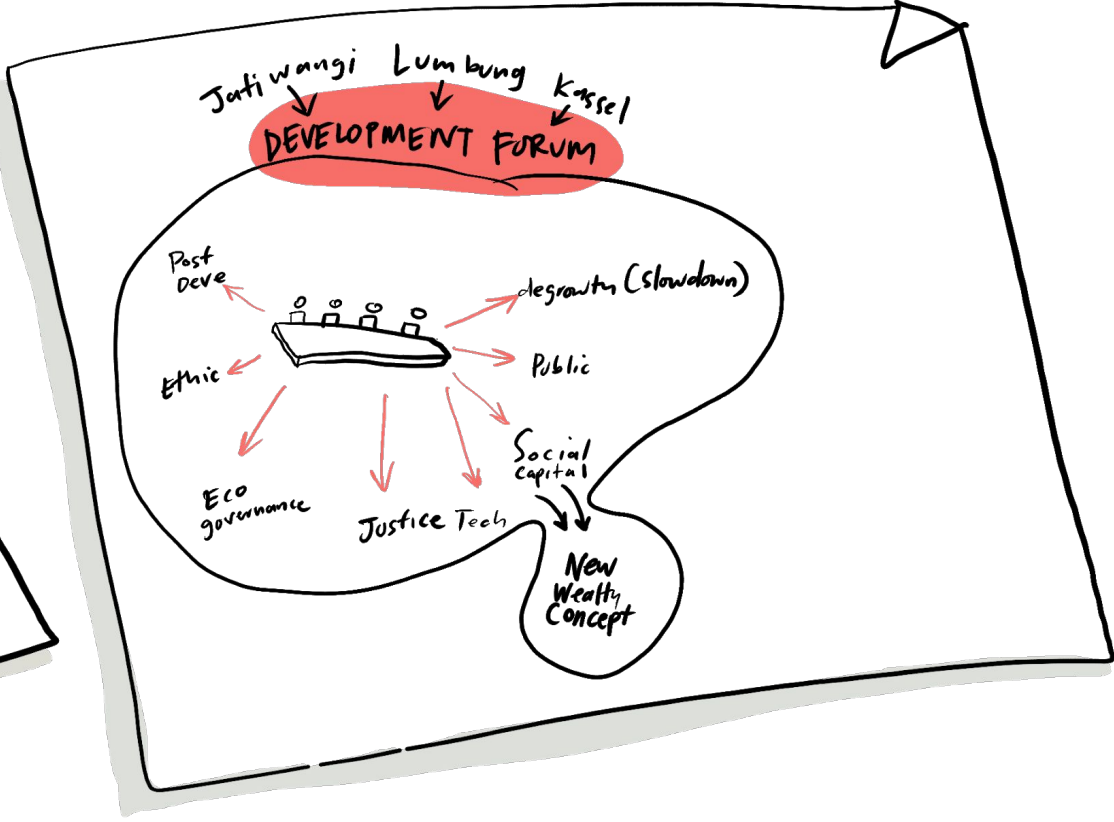 Jatiwangi Lumbung Kassel
DEVELOPMENT FORUM
Post
Deve
degrowth (slowdown)
Ethic
Public
Social
capital
Eco
governance
Justice Tech
New
Wealth
Concept